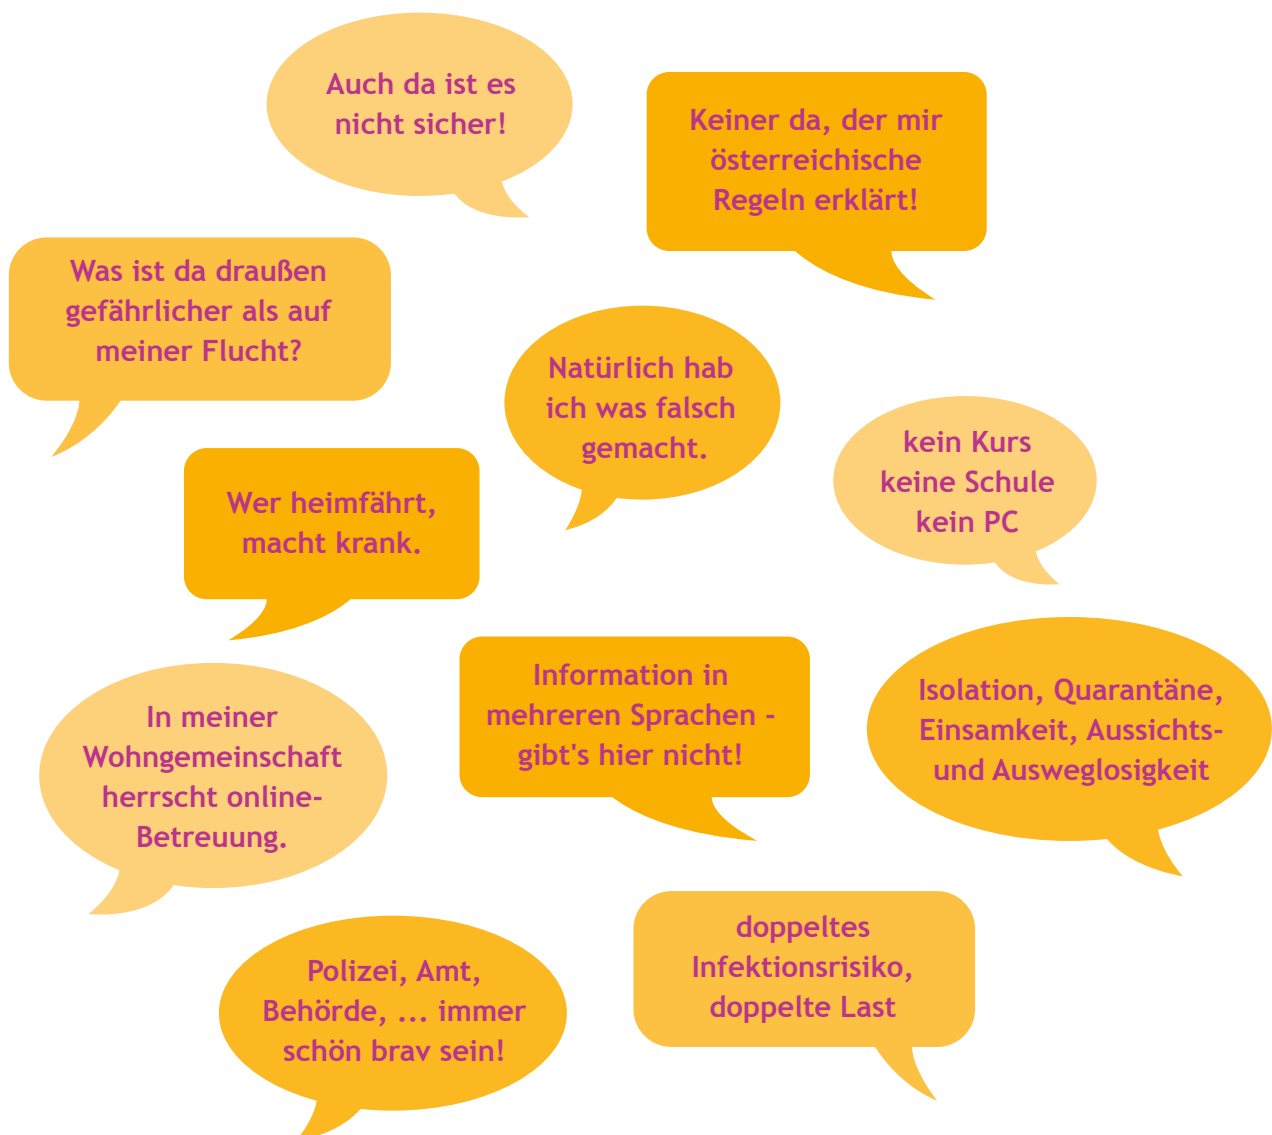 Auch da ist es
nicht sicher!
Keiner da, der mir
österreichische
Regeln erklärt!
Was ist da draußen
gefährlicher als auf
meiner Flucht?
Natürlich hab
ich was falsch
gemacht.
kein Kurs
keine Schule
kein PC
Wer heimfährt,
macht krank.
In meiner
Wohngemeinschaft
herrscht online-
Betreuung.
Information in
mehreren Sprachen -
gibt's hier nicht!
Isolation, Quarantäne,
Einsamkeit, Aussichts-
und Ausweglosigkeit
Polizei, Amt,
Behörde, ... immer
schön brav sein!
doppeltes
Infektionsrisiko,
doppelte Last